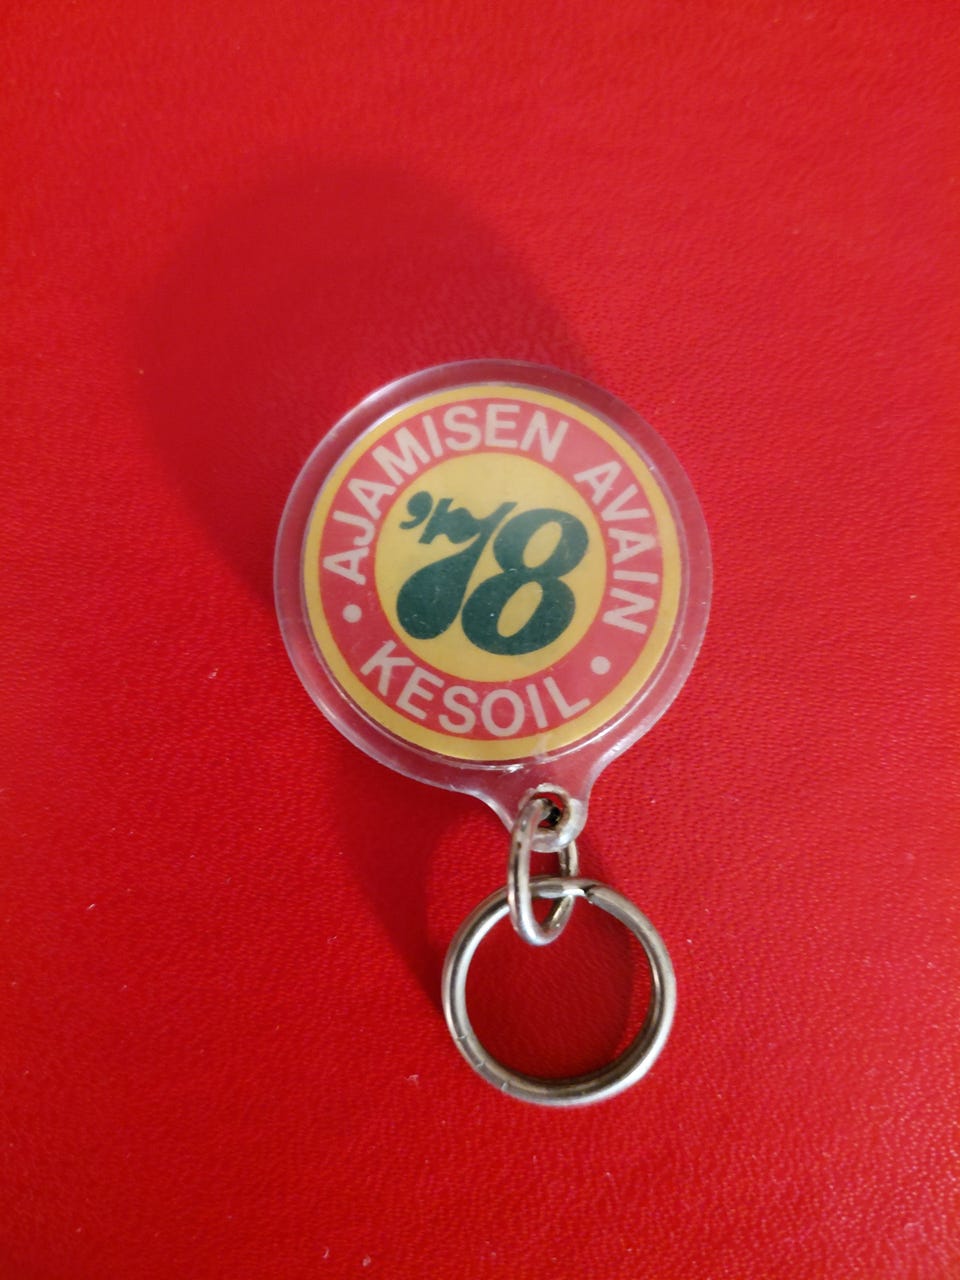 AJAMISEN AVAIN
'78
• KESOIL •